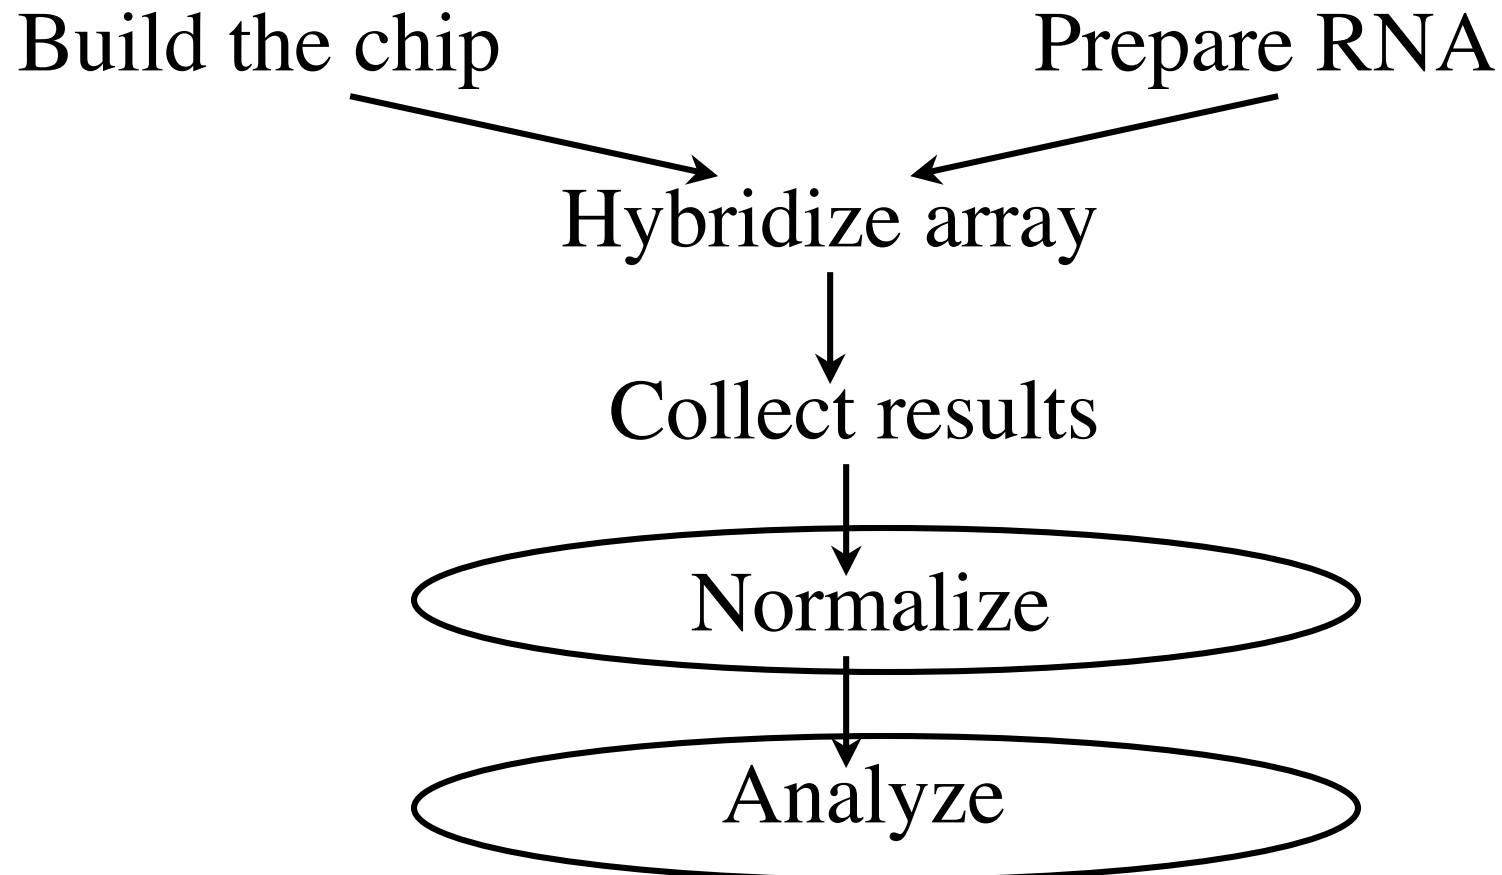 Build the chip
Prepare RNA
Hybridize array
Collect results
Normalize
Analyze